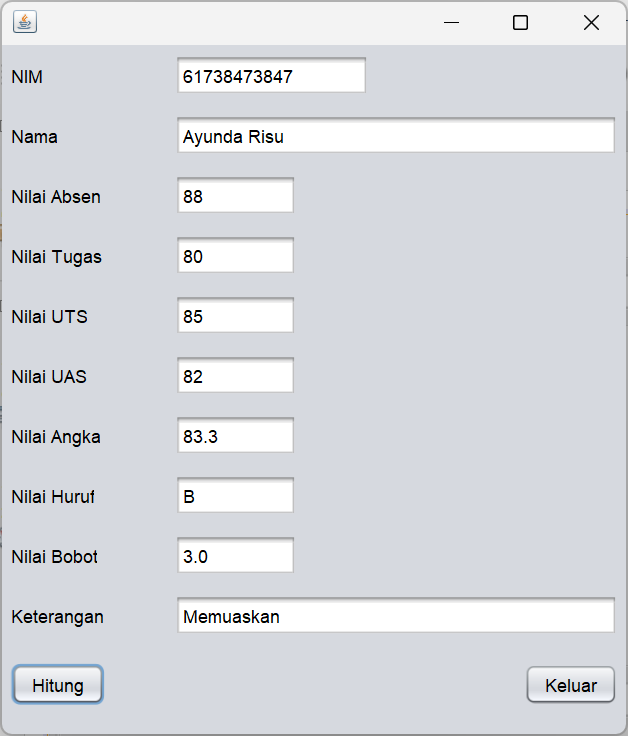 NIM 61738473847
Nama Ayunda Risu
Nilai Absen 88
Nilai Tugas 80
Nilai UTS 85
Nilai UAS 82
Nilai Angka 83.3
Nilai Huruf B
Nilai Bobot 3.0
Keterangan Memuaskan
Hitung Keluar